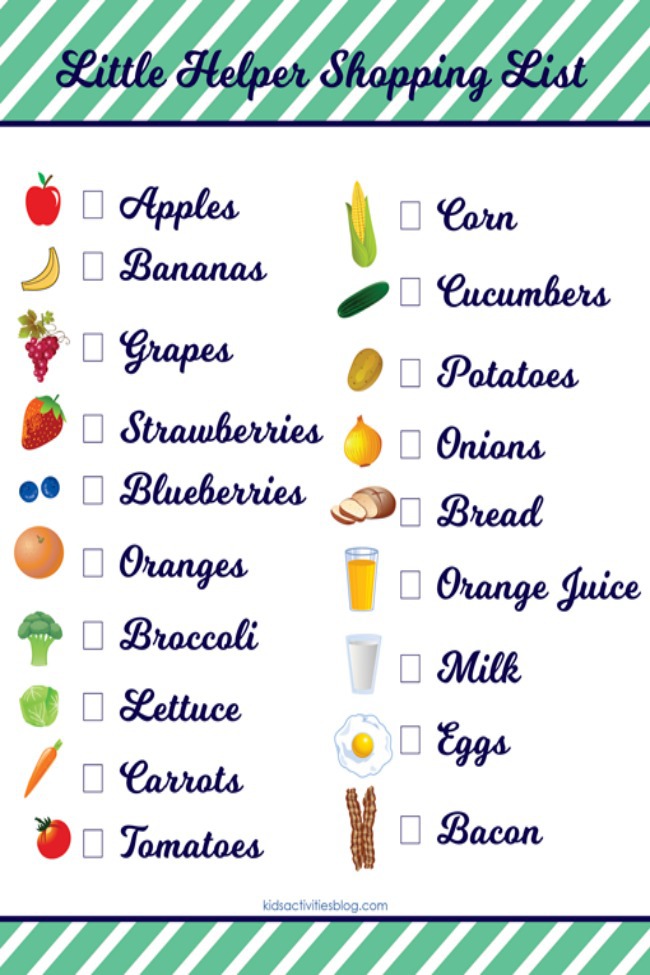 Little Helper Shopping List
Apples
Bananas
Grapes
Strawberries
Blueberries
Oranges
Broccoli
Lettuce
Carrots
Tomatoes
Corn
Cucumbers
Potatoes
Onions
Bread
Orange Juice
Milk
Eggs
Bacon
kidsactivitiesblog.com